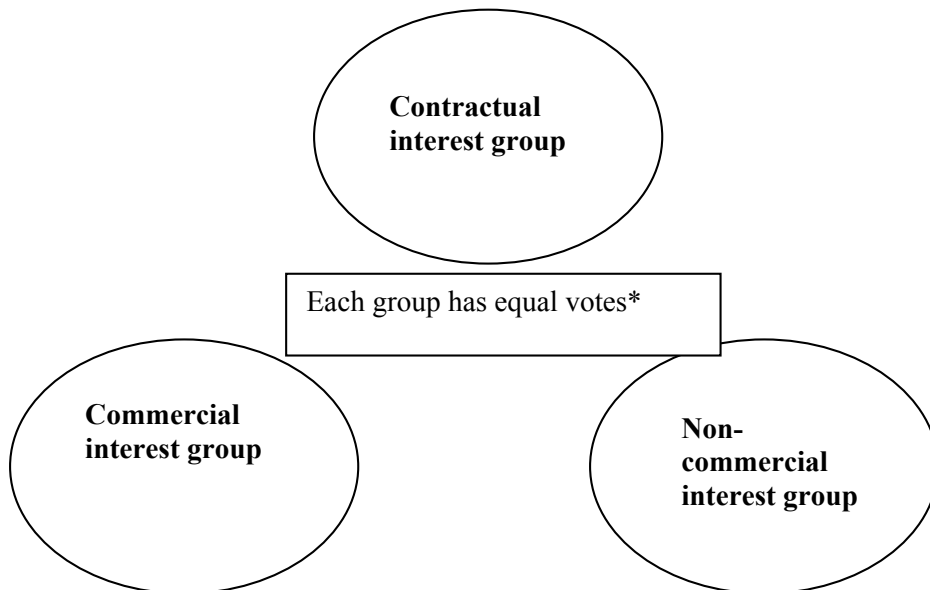 Contractual
interest group
Each group has equal votes*
Commercial
interest group
Non-
commercial
interest group